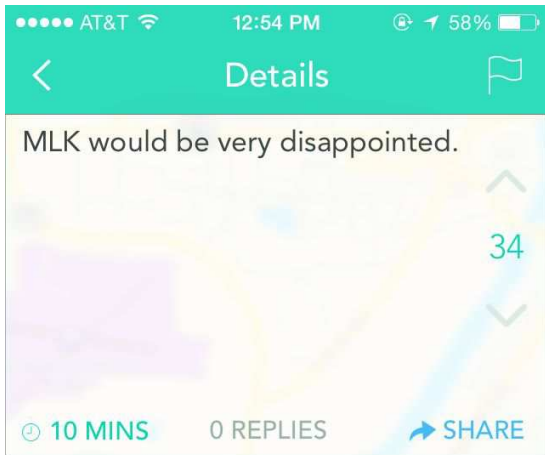 AT&T 12:54 PM 58%
Details
MLK would be very disappointed.
34
10 MINS 0 REPLIES SHARE